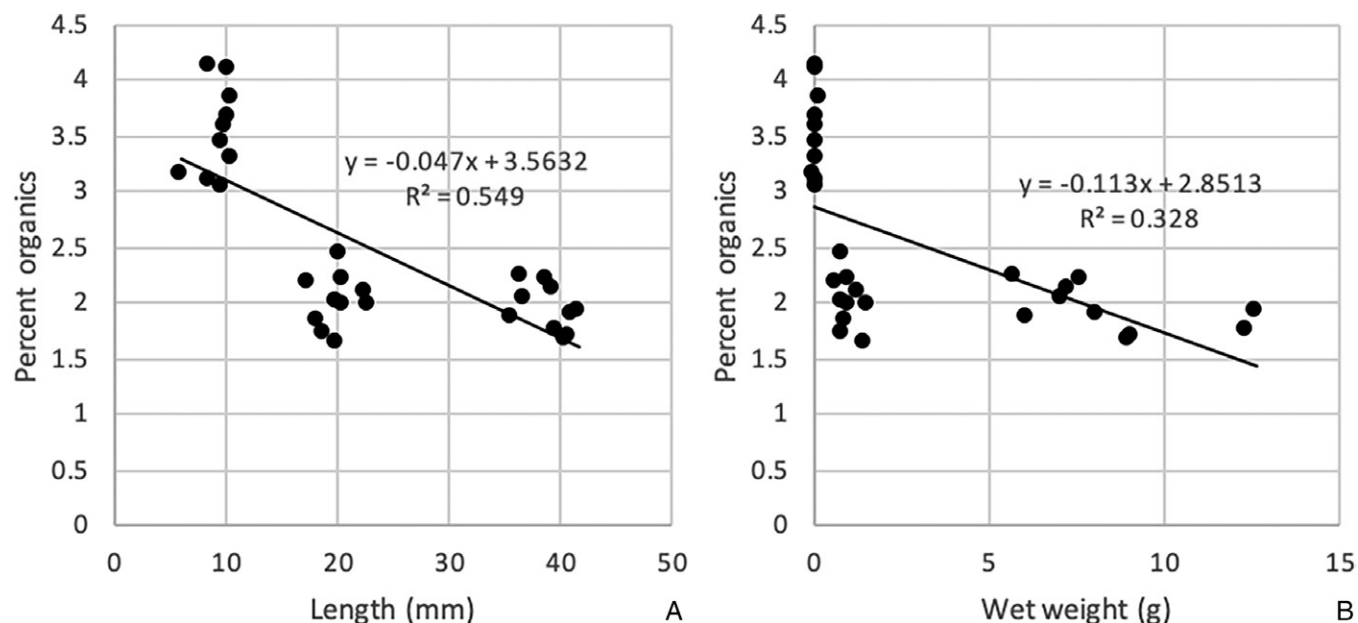 4.5
4
3.5
3
2.5
2
1.5
1
0.5
0
Percent organics
y = -0.047x + 3.5632
R² = 0.549
0 10 20 30 40 50
Length (mm)
A
4.5
4
3.5
3
2.5
2
1.5
1
0.5
0
Percent organics
y = -0.113x + 2.8513
R² = 0.328
0 5 10 15
Wet weight (g)
B